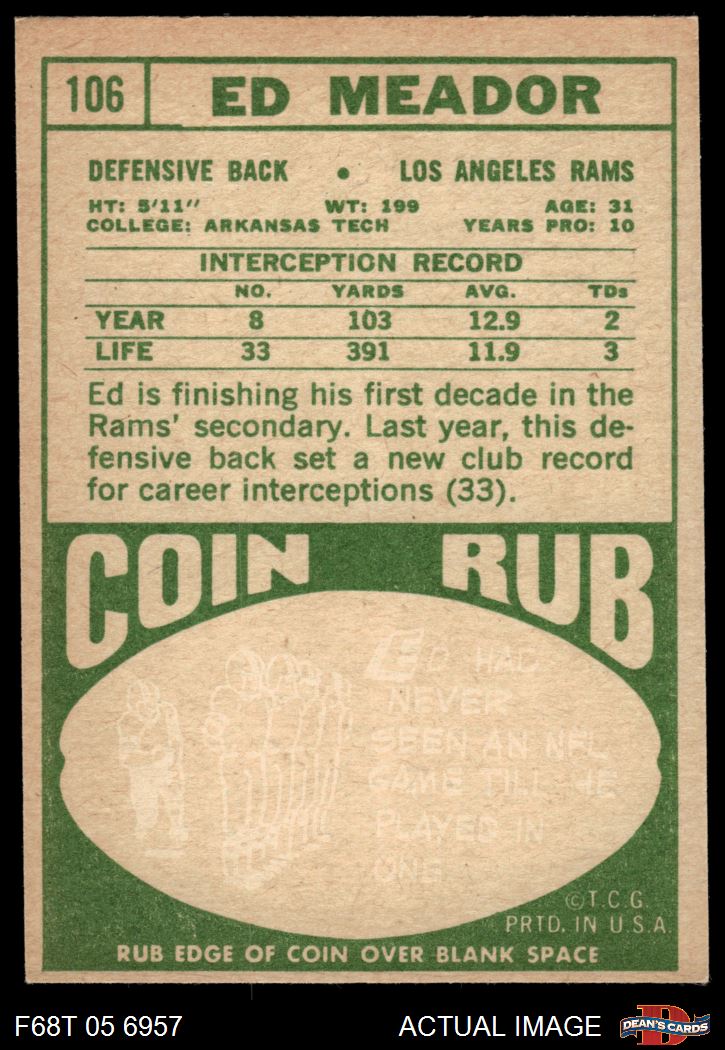 106 ED MEADOR
DEFENSIVE BACK • LOS ANGELES RAMS
HT: 5'11" WT: 199 AGE: 31
COLLEGE: ARKANSAS TECH YEARS PRO: 10
INTERCEPTION RECORD
NO. YARDS AVG. TDs
YEAR 8 103 12.9 2
LIFE 33 391 11.9 3
Ed is finishing his first decade in the
Rams' secondary. Last year, this de-
fensive back set a new club record
for career interceptions (33).
COIN RUB
ED HAD
NEVER
SEEN AN NFL
GAME TILL HE
PLAYED IN
ONE.
©T.C.G.
PRTD. IN U.S.A.
RUB EDGE OF COIN OVER BLANK SPACE
F68T 05 6957 ACTUAL IMAGE DEAN'S CARDS